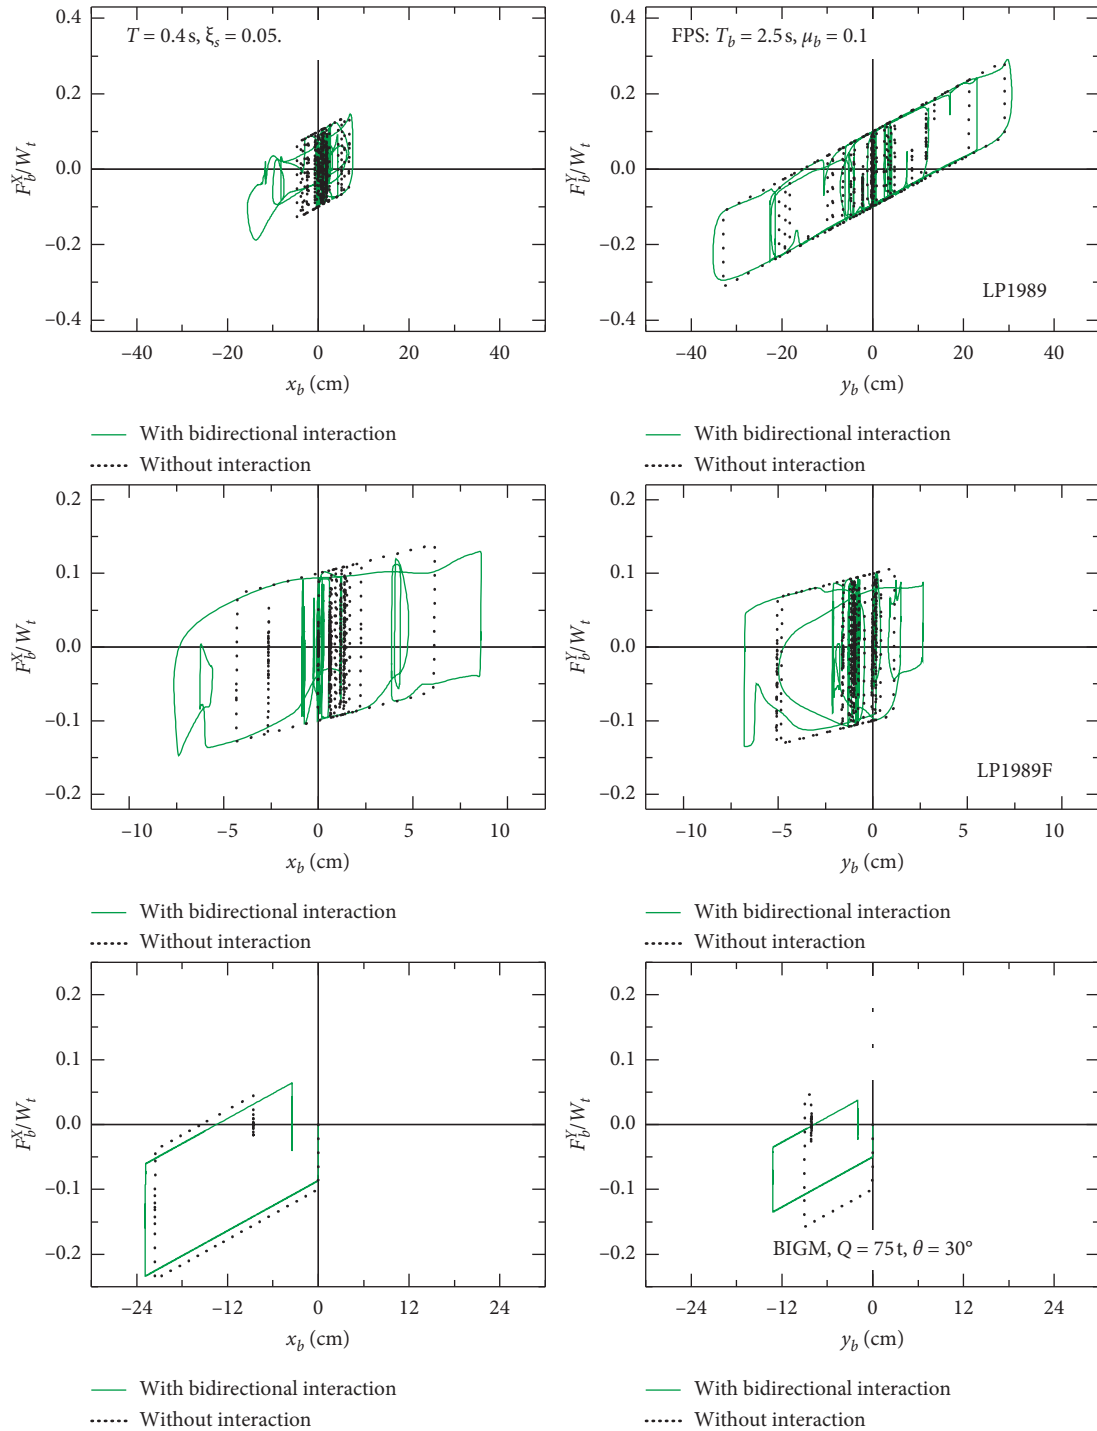 0.4
0.2
0.0
−0.2
−0.4
F_b^X/W_t
T = 0.4 s, ξ_s = 0.05.
−40 −20 0 20 40
x_b (cm)
With bidirectional interaction
Without interaction
0.4
0.2
0.0
−0.2
−0.4
F_b^Y/W_t
FPS: T_b = 2.5 s, μ_b = 0.1
LP1989
−40 −20 0 20 40
y_b (cm)
With bidirectional interaction
Without interaction
0.2
0.1
0.0
−0.1
−0.2
F_b^X/W_t
−10 −5 0 5 10
x_b (cm)
With bidirectional interaction
Without interaction
0.2
0.1
0.0
−0.1
−0.2
F_b^Y/W_t
LP1989F
−10 −5 0 5 10
y_b (cm)
With bidirectional interaction
Without interaction
0.2
0.1
0.0
−0.1
−0.2
F_b^X/W_t
−24 −12 0 12 24
x_b (cm)
With bidirectional interaction
Without interaction
0.2
0.1
0.0
−0.1
−0.2
F_b^Y/W_t
BIGM, Q = 75 t, θ = 30°
−24 −12 0 12 24
y_b (cm)
With bidirectional interaction
Without interaction